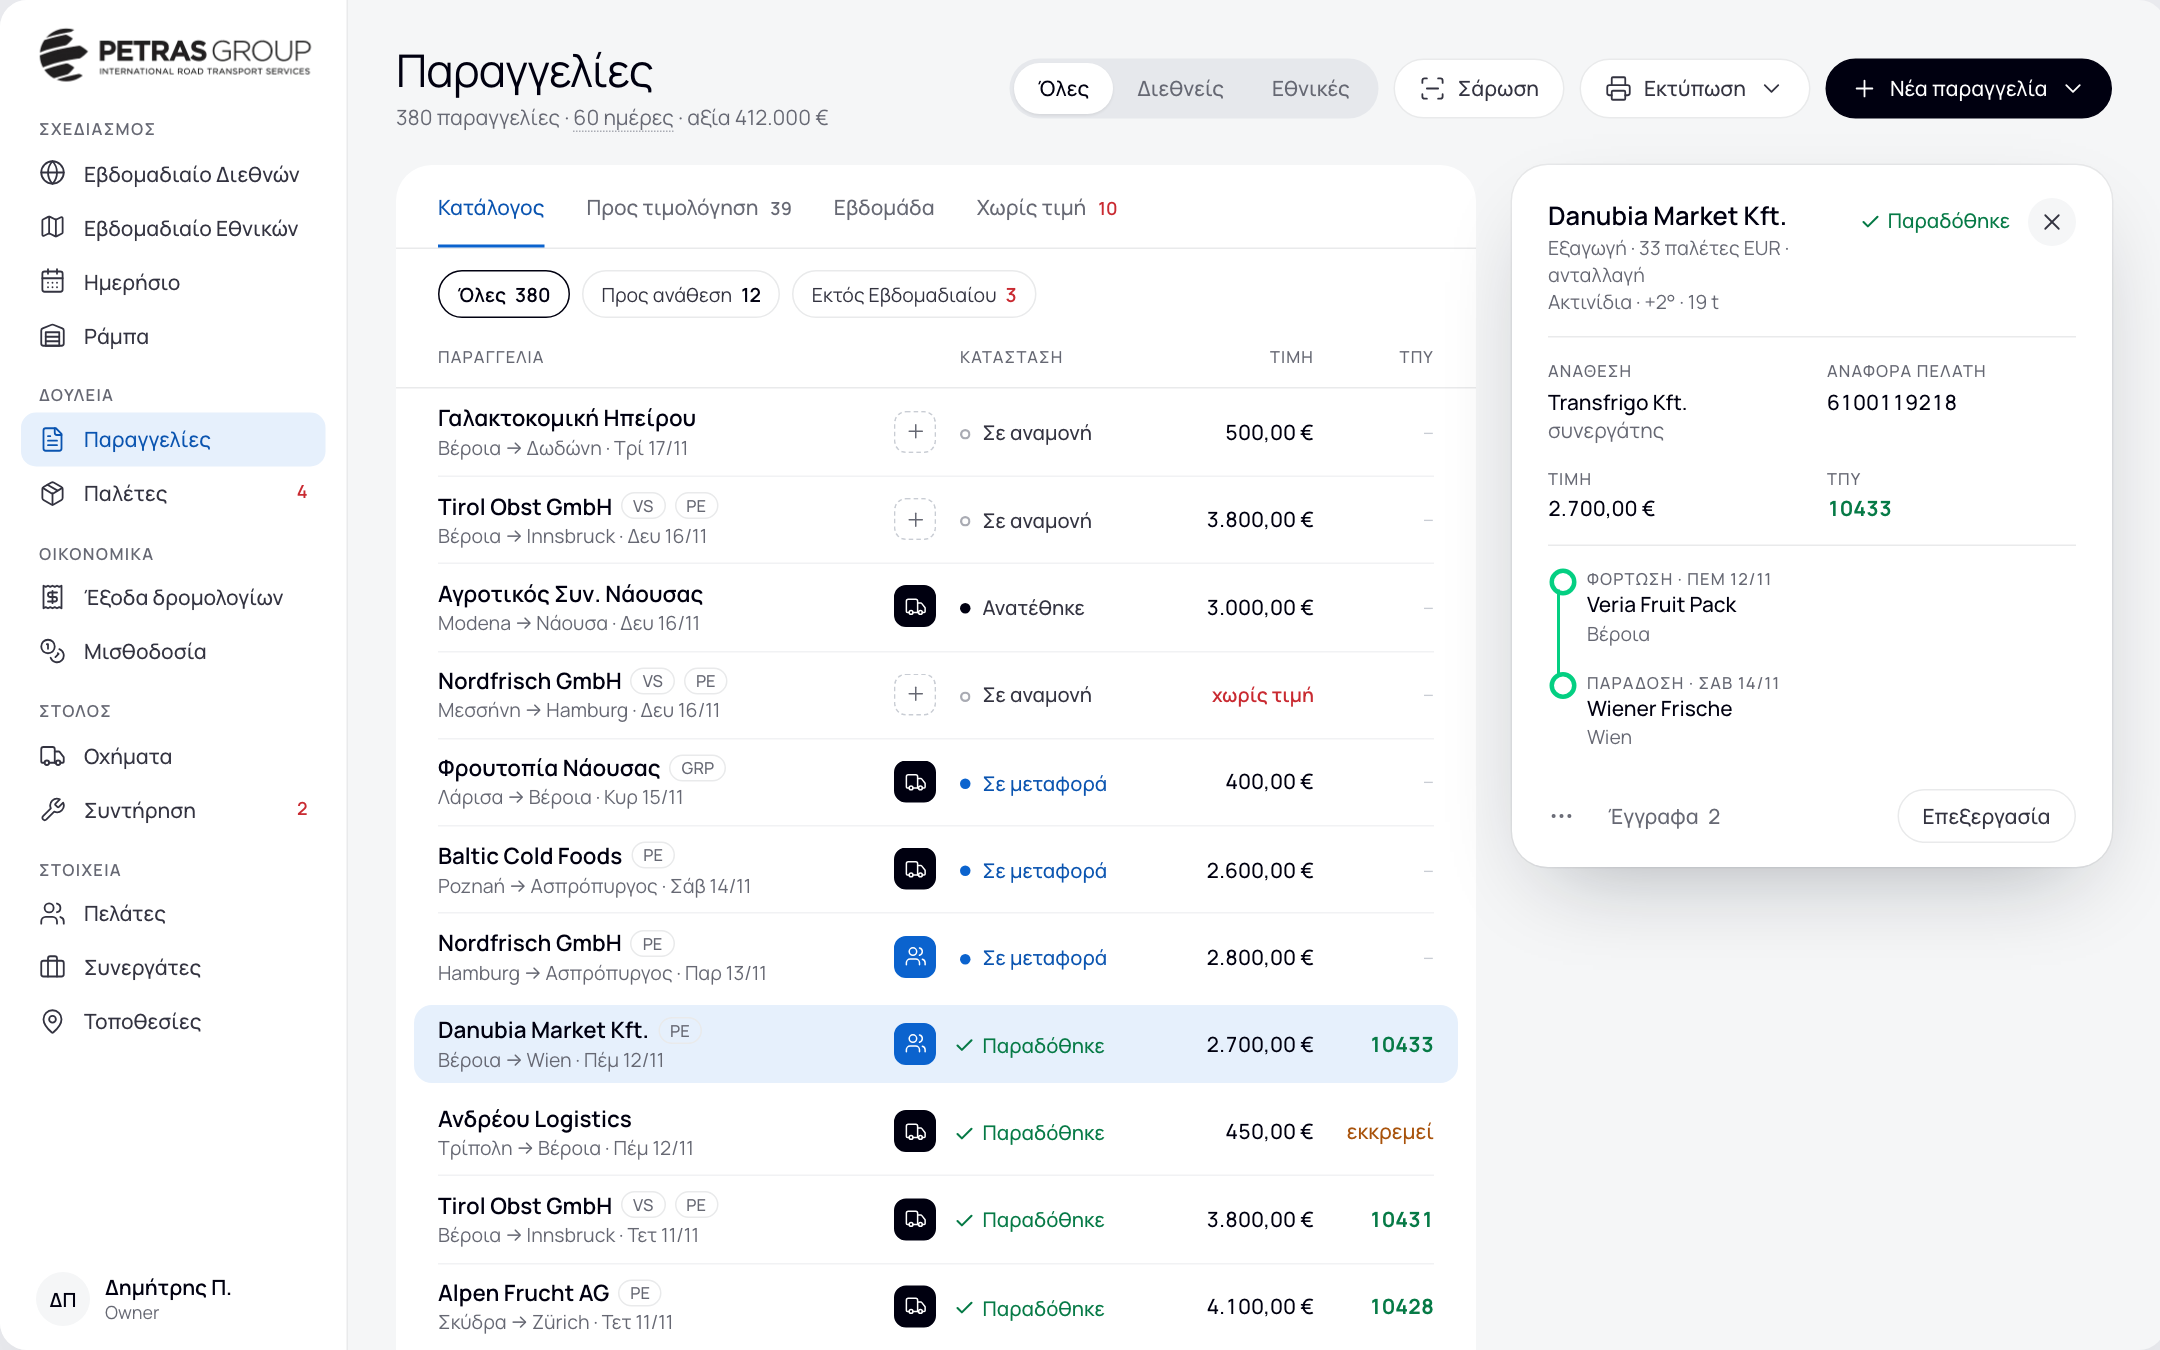 PETRAS GROUP
INTERNATIONAL ROAD TRANSPORT SERVICES
ΣΧΕΔΙΑΣΜΟΣ
Εβδομαδιαίο Διεθνών
Εβδομαδιαίο Εθνικών
Ημερήσιο
Ράμπα
ΔΟΥΛΕΙΑ
Παραγγελίες
Παλέτες 4
ΟΙΚΟΝΟΜΙΚΑ
Έξοδα δρομολογίων
Μισθοδοσία
ΣΤΟΛΟΣ
Οχήματα
Συντήρηση 2
ΣΤΟΙΧΕΙΑ
Πελάτες
Συνεργάτες
Τοποθεσίες
ΔΠ
Δημήτρης Π.
Owner
Παραγγελίες
380 παραγγελίες · 60 ημέρες · αξία 412.000 €
Όλες Διεθνείς Εθνικές
Σάρωση
Εκτύπωση
Νέα παραγγελία
Κατάλογος Προς τιμολόγηση 39 Εβδομάδα Χωρίς τιμή 10
Όλες 380 Προς ανάθεση 12 Εκτός Εβδομαδιαίου 3
ΠΑΡΑΓΓΕΛΙΑ ΚΑΤΑΣΤΑΣΗ ΤΙΜΗ ΤΠΥ
Γαλακτοκομική Ηπείρου
Βέροια → Δωδώνη · Τρί 17/11
Σε αναμονή 500,00 € –
Tirol Obst GmbH VS PE
Βέροια → Innsbruck · Δευ 16/11
Σε αναμονή 3.800,00 € –
Αγροτικός Συν. Νάουσας
Modena → Νάουσα · Δευ 16/11
Ανατέθηκε 3.000,00 € –
Nordfrisch GmbH VS PE
Μεσσήνη → Hamburg · Δευ 16/11
Σε αναμονή χωρίς τιμή –
Φρουτοπία Νάουσας GRP
Λάρισα → Βέροια · Κυρ 15/11
Σε μεταφορά 400,00 € –
Baltic Cold Foods PE
Poznań → Ασπρόπυργος · Σάβ 14/11
Σε μεταφορά 2.600,00 € –
Nordfrisch GmbH PE
Hamburg → Ασπρόπυργος · Παρ 13/11
Σε μεταφορά 2.800,00 € –
Danubia Market Kft. PE
Βέροια → Wien · Πέμ 12/11
Παραδόθηκε 2.700,00 € 10433
Ανδρέου Logistics
Τρίπολη → Βέροια · Πέμ 12/11
Παραδόθηκε 450,00 € εκκρεμεί
Tirol Obst GmbH VS PE
Βέροια → Innsbruck · Τετ 11/11
Παραδόθηκε 3.800,00 € 10431
Alpen Frucht AG PE
Σκύδρα → Zürich · Τετ 11/11
Παραδόθηκε 4.100,00 € 10428
Danubia Market Kft.
Παραδόθηκε
Εξαγωγή · 33 παλέτες EUR ·
ανταλλαγή
Ακτινίδια · +2° · 19 t
ΑΝΑΘΕΣΗ ΑΝΑΦΟΡΑ ΠΕΛΑΤΗ
Transfrigo Kft. 6100119218
συνεργάτης
ΤΙΜΗ ΤΠΥ
2.700,00 € 10433
ΦΟΡΤΩΣΗ · ΠΕΜ 12/11
Veria Fruit Pack
Βέροια
ΠΑΡΑΔΟΣΗ · ΣΑΒ 14/11
Wiener Frische
Wien
Έγγραφα 2
Επεξεργασία